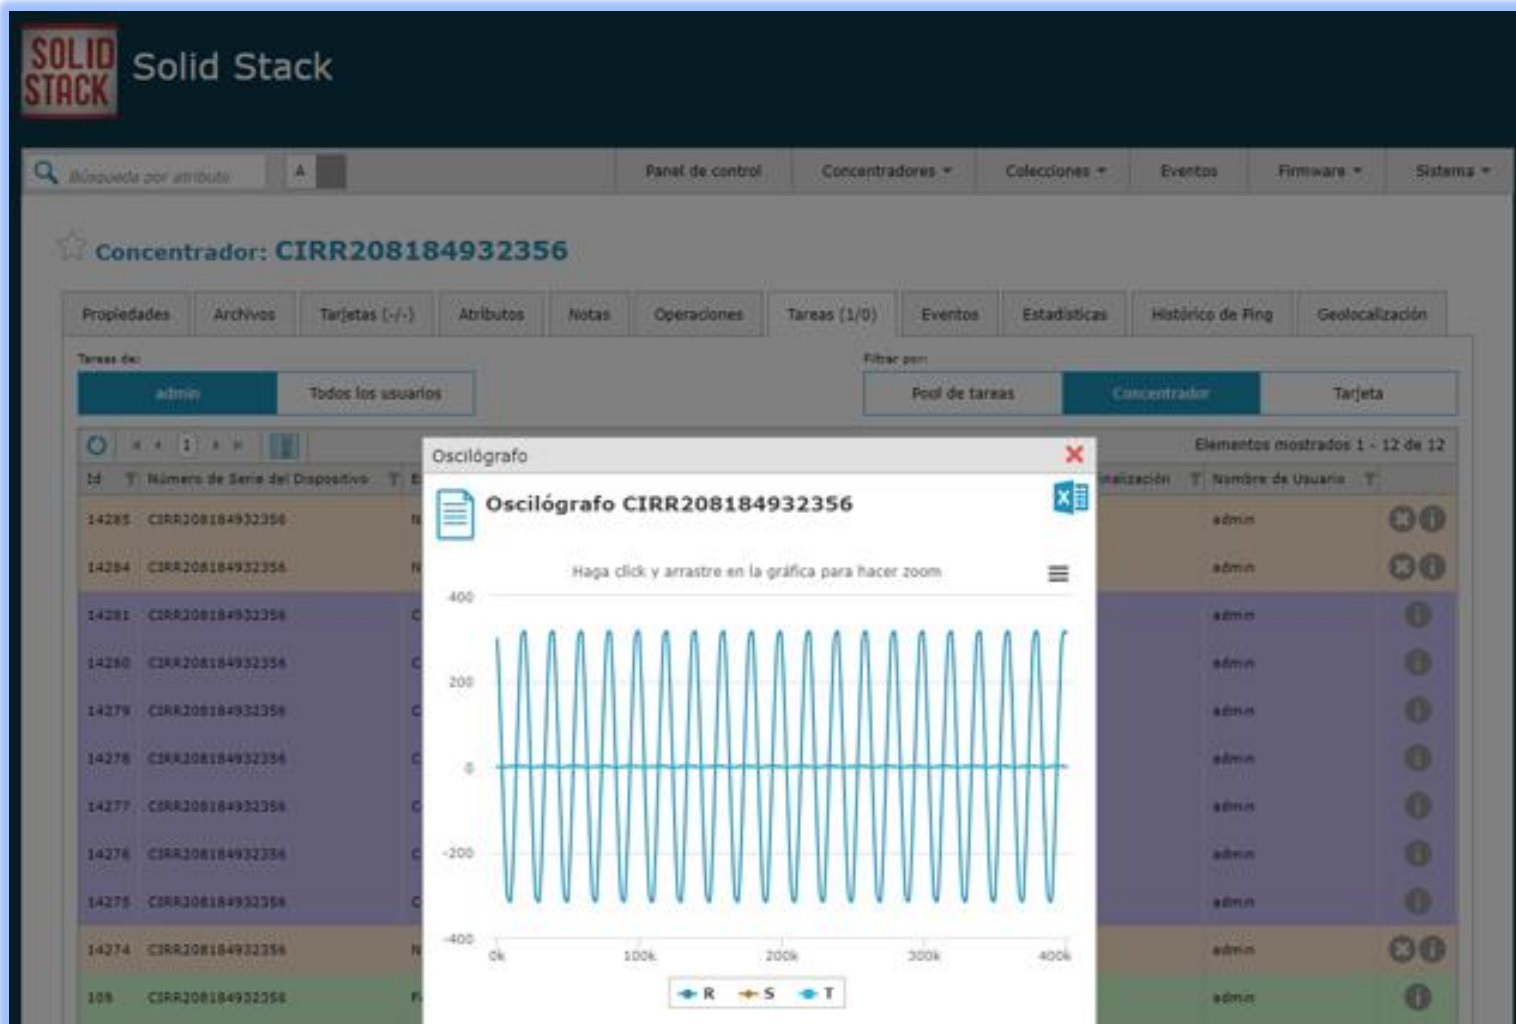 SOLID
STACK
Solid Stack
Búsqueda por atributo
A
Panel de control
Concentradores
Colecciones
Eventos
Firmware
Sistema
Concentrador: CIRR208184932356
Propiedades
Archivos
Tarjetas (-/-)
Atributos
Notas
Operaciones
Tareas (1/0)
Eventos
Estadísticas
Histórico de Ping
Geolocalización
Tareas de:
Filtrar por:
admin
Todos los usuarios
Pool de tareas
Concentrador
Tarjeta
1
Elementos mostrados 1 - 12 de 12
Id
Número de Serie del Dispositivo
Nombre de Usuario
14285 CIRR208184932356 N admin
14284 CIRR208184932356 N admin
14281 CIRR208184932356 C admin
14280 CIRR208184932356 C admin
14279 CIRR208184932356 C admin
14278 CIRR208184932356 C admin
14277 CIRR208184932356 C admin
14276 CIRR208184932356 C admin
14275 CIRR208184932356 C admin
14274 CIRR208184932356 N admin
109 CIRR208184932356 admin
Oscilógrafo
Oscilógrafo CIRR208184932356
Haga click y arrastre en la gráfica para hacer zoom
400
200
0
-200
-400
0k
100k
200k
300k
400k
R
S
T